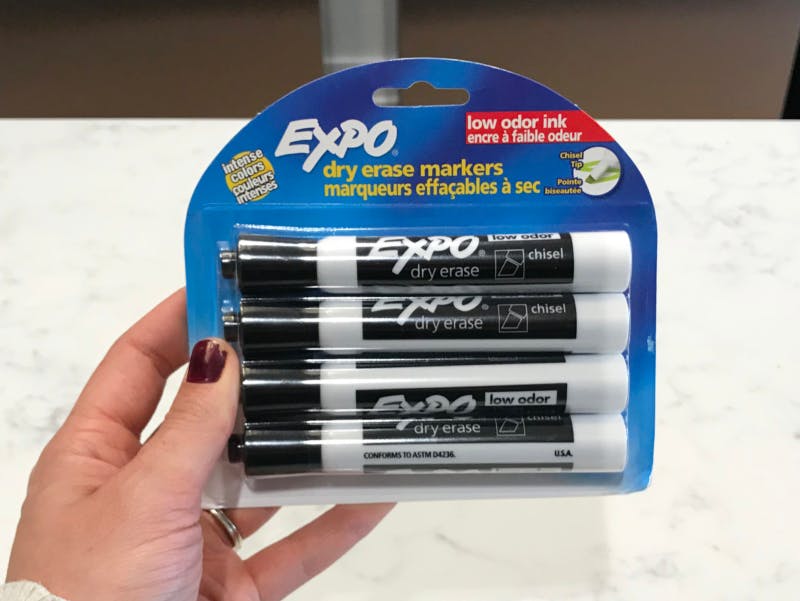 EXPO®
low odor ink
encre à faible odeur
intense
colors
couleurs
intenses
dry erase markers
marqueurs effaçables à sec
Chisel
Tip
Pointe
biseautée
EXPO® low odor
dry erase chisel
EXPO®
dry erase chisel
EXPO low odor
dry erase chisel
CONFORMS TO ASTM D4236. U.S.A.